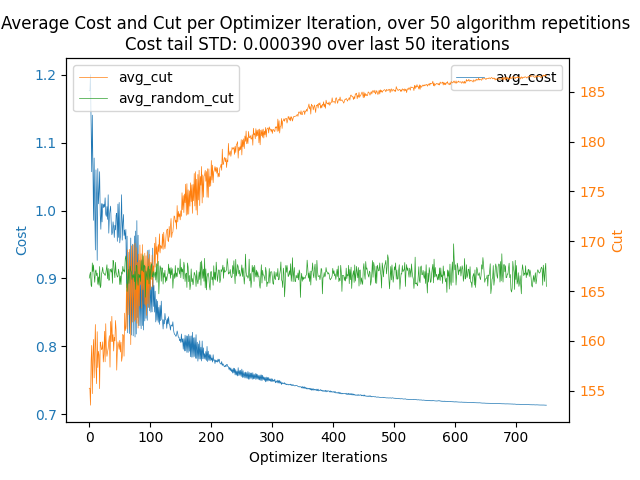 Average Cost and Cut per Optimizer Iteration, over 50 algorithm repetitions
Cost tail STD: 0.000390 over last 50 iterations
avg_cut
avg_random_cut
avg_cost
1.2
1.1
1.0
0.9
0.8
0.7
Cost
185
180
175
170
165
160
155
Cut
0 100 200 300 400 500 600 700
Optimizer Iterations